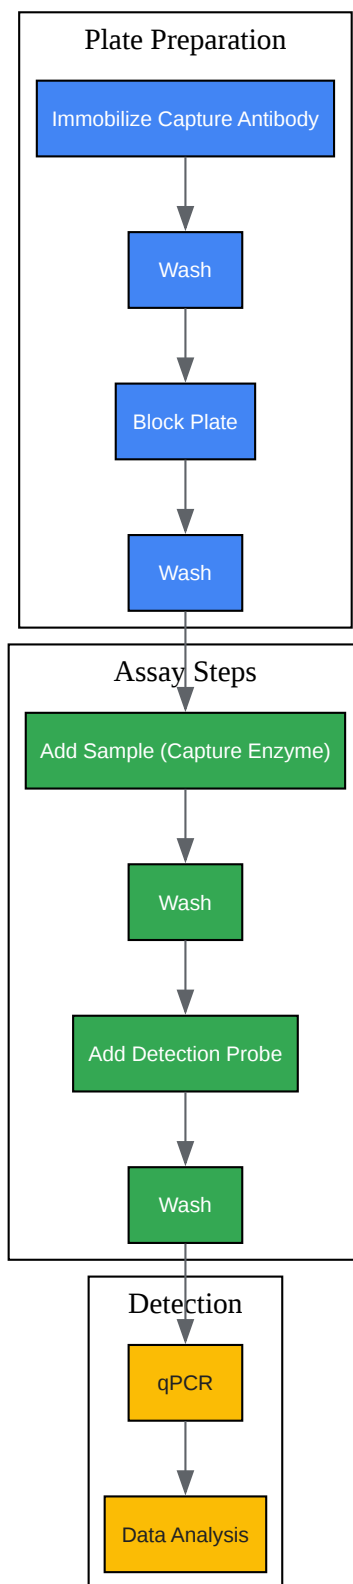 Plate Preparation
Immobilize Capture Antibody
Wash
Block Plate
Wash
Assay Steps
Add Sample (Capture Enzyme)
Wash
Add Detection Probe
Wash
Detection
qPCR
Data Analysis